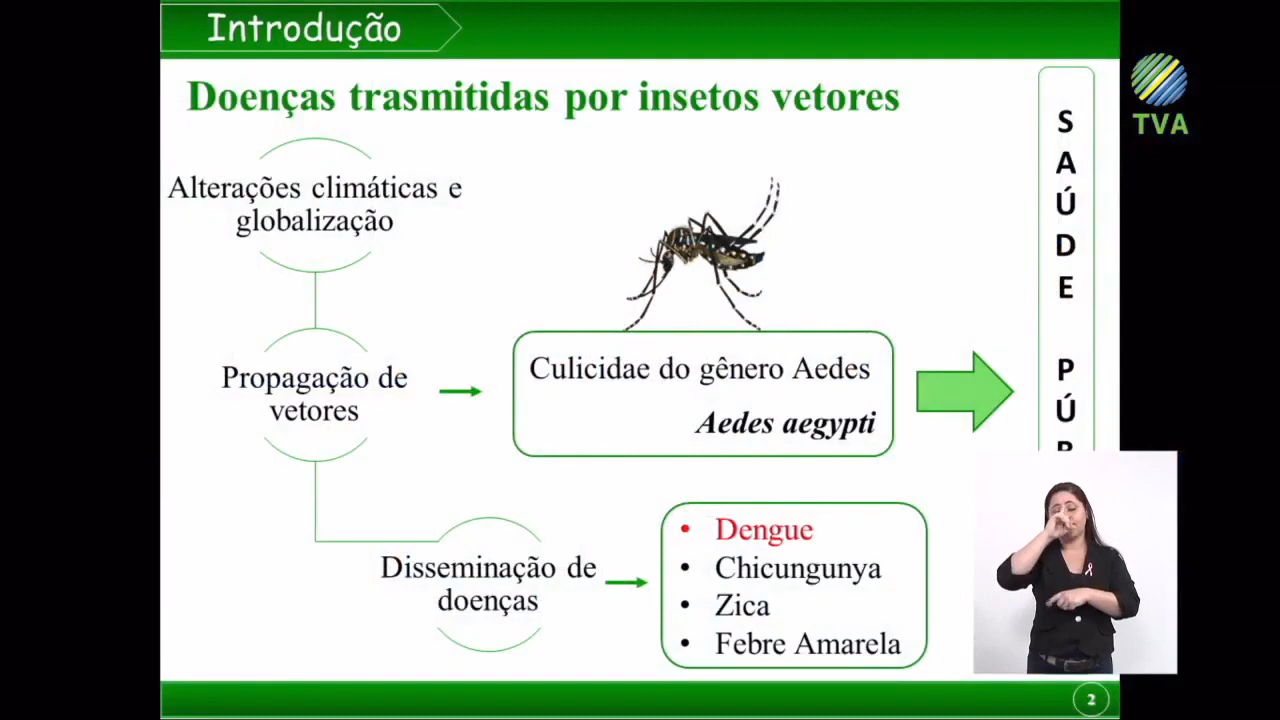 Introdução
Doenças trasmitidas por insetos vetores
Alterações climáticas e
globalização
Propagação de
vetores
Culicidae do gênero Aedes
Aedes aegypti
Disseminação de
doenças
• Dengue
• Chicungunya
• Zica
• Febre Amarela
S
A
Ú
D
E
P
Ú
TVA
2